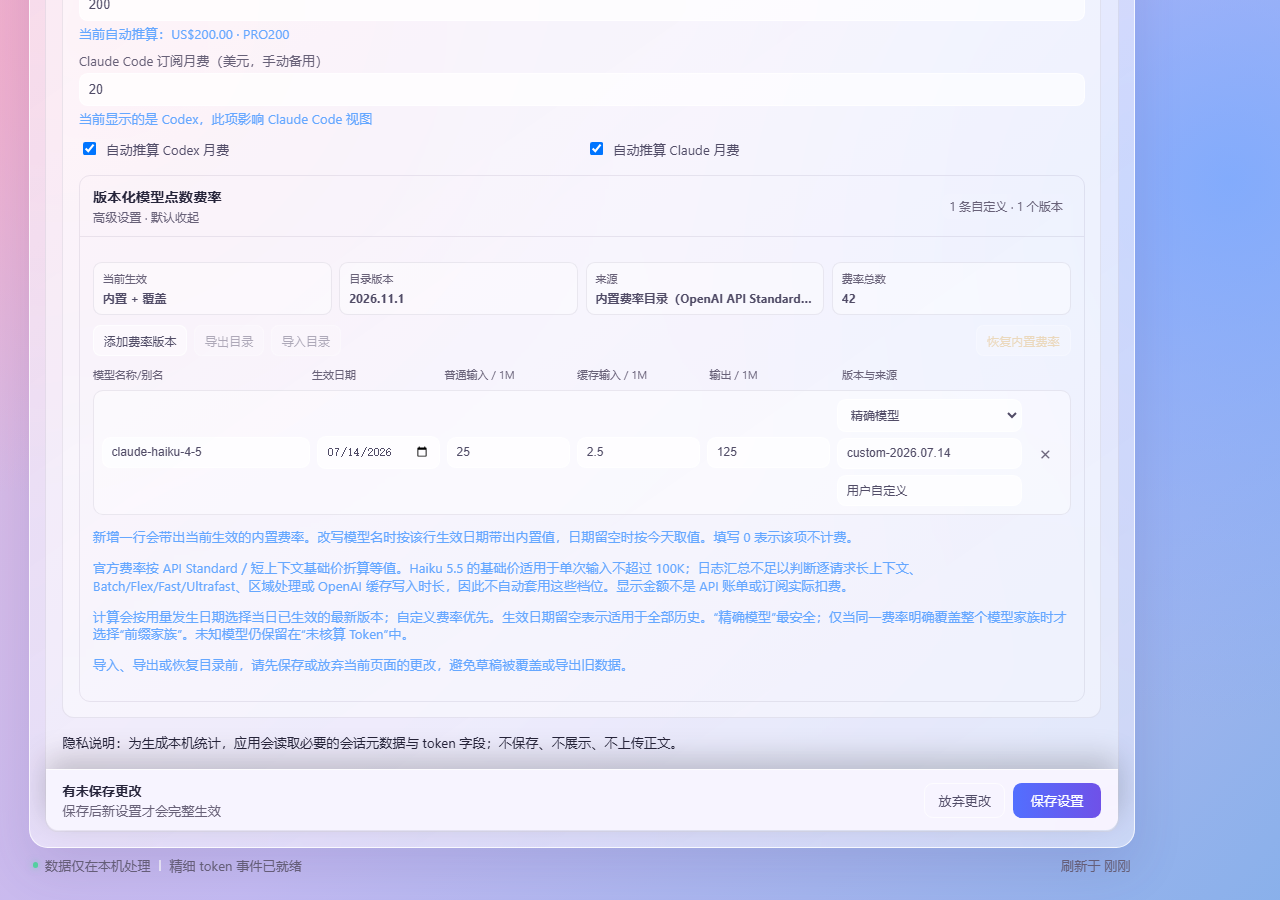 200
当前自动推算：US$200.00 · PRO200
Claude Code 订阅月费（美元，手动备用）
20
当前显示的是 Codex，此项影响 Claude Code 视图
自动推算 Codex 月费
自动推算 Claude 月费
版本化模型点数费率
高级设置 · 默认收起
1 条自定义 · 1 个版本
当前生效
内置 + 覆盖
目录版本
2026.11.1
来源
内置费率目录（OpenAI API Standard...
费率总数
42
添加费率版本
导出目录
导入目录
恢复内置费率
模型名称/别名
生效日期
普通输入 / 1M
缓存输入 / 1M
输出 / 1M
版本与来源
精确模型
claude-haiku-4-5
07/14/2026
25
2.5
125
custom-2026.07.14
×
用户自定义
新增一行会带出当前生效的内置费率。改写模型名时按该行生效日期带出内置值，日期留空时按今天取值。填写 0 表示该项不计费。
官方费率按 API Standard / 短上下文基础价折算等值。Haiku 5.5 的基础价适用于单次输入不超过 100K；日志汇总不足以判断逐请求长上下文、
Batch/Flex/Fast/Ultrafast、区域处理或 OpenAI 缓存写入时长，因此不自动套用这些档位。显示金额不是 API 账单或订阅实际扣费。
计算会按用量发生日期选择当日已生效的最新版本；自定义费率优先。生效日期留空表示适用于全部历史。“精确模型”最安全；仅当同一费率明确覆盖整个模型家族时才
选择“前缀家族”。未知模型仍保留在“未核算 Token”中。
导入、导出或恢复目录前，请先保存或放弃当前页面的更改，避免草稿被覆盖或导出旧数据。
隐私说明：为生成本机统计，应用会读取必要的会话元数据与 token 字段；不保存、不展示、不上传正文。
有未保存更改
保存后新设置才会完整生效
放弃更改
保存设置
数据仅在本机处理
精细 token 事件已就绪
刷新于 刚刚